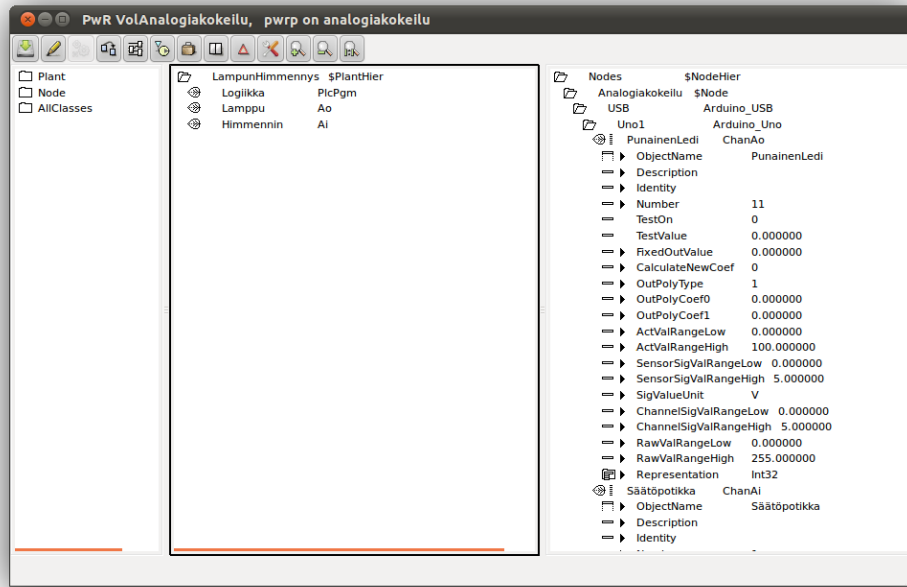 PwR VolAnalogiakokeilu, pwrp on analogiakokeilu
Plant
Node
AllClasses
LampunHimmennys $PlantHier
Logiikka PlcPgm
Lamppu Ao
Himmennin Ai
Nodes $NodeHier
Analogiakokeilu $Node
USB Arduino_USB
Uno1 Arduino_Uno
PunainenLedi ChanAo
ObjectName PunainenLedi
Description
Identity
Number 11
TestOn 0
TestValue 0.000000
FixedOutValue 0.000000
CalculateNewCoef 0
OutPolyType 1
OutPolyCoef0 0.000000
OutPolyCoef1 0.000000
ActValRangeLow 0.000000
ActValRangeHigh 100.000000
SensorSigValRangeLow 0.000000
SensorSigValRangeHigh 5.000000
SigValueUnit V
ChannelSigValRangeLow 0.000000
ChannelSigValRangeHigh 5.000000
RawValRangeLow 0.000000
RawValRangeHigh 255.000000
Representation Int32
Säätöpotikka ChanAi
ObjectName Säätöpotikka
Description
Identity